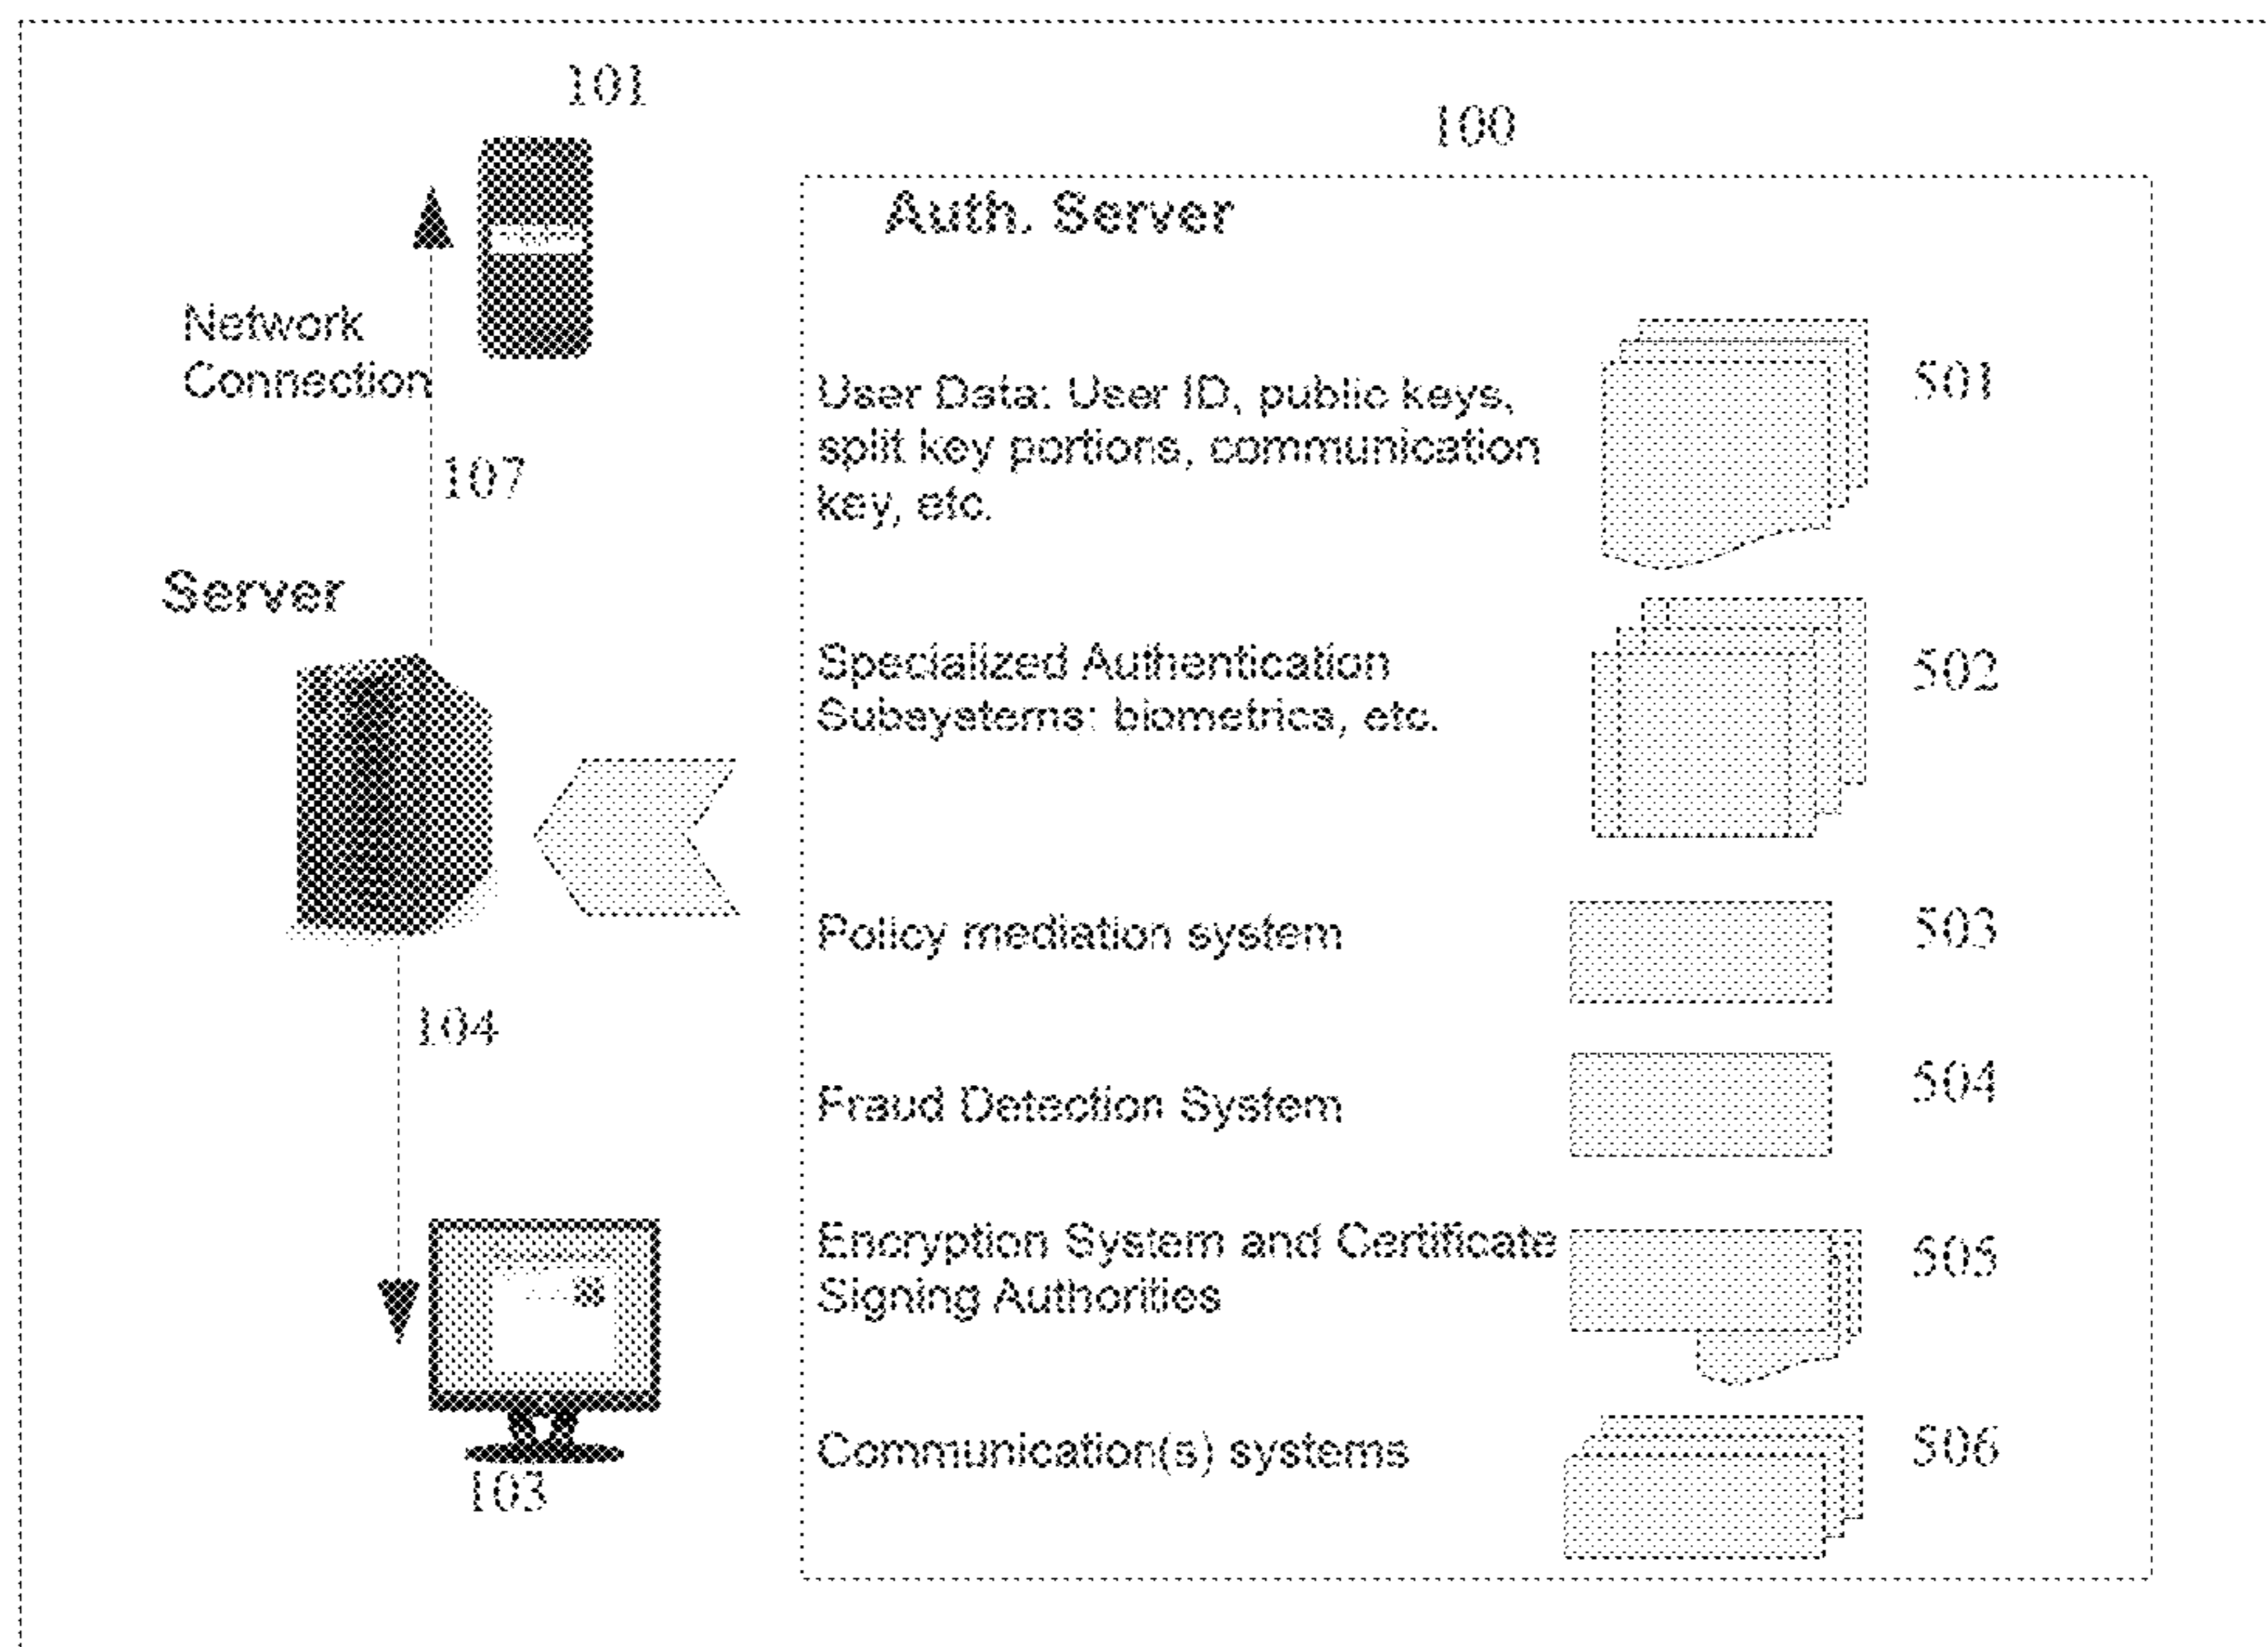 101
100
Auth. Server
Network
Connection
User Data: User ID, public keys,
split key portions, communication
key, etc.
501
107
Server
Specialized Authentication
Subsystems: biometrics, etc.
502
Policy mediation system
503
104
Fraud Detection System
504
Encryption System and Certificate
Signing Authorities
505
Communication(s) systems
506
103